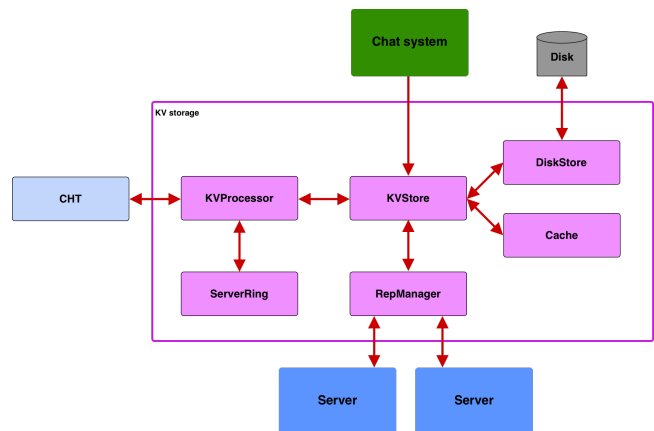 Chat system
Disk
KV storage
DiskStore
CHT
KVProcessor
KVStore
Cache
ServerRing
RepManager
Server
Server